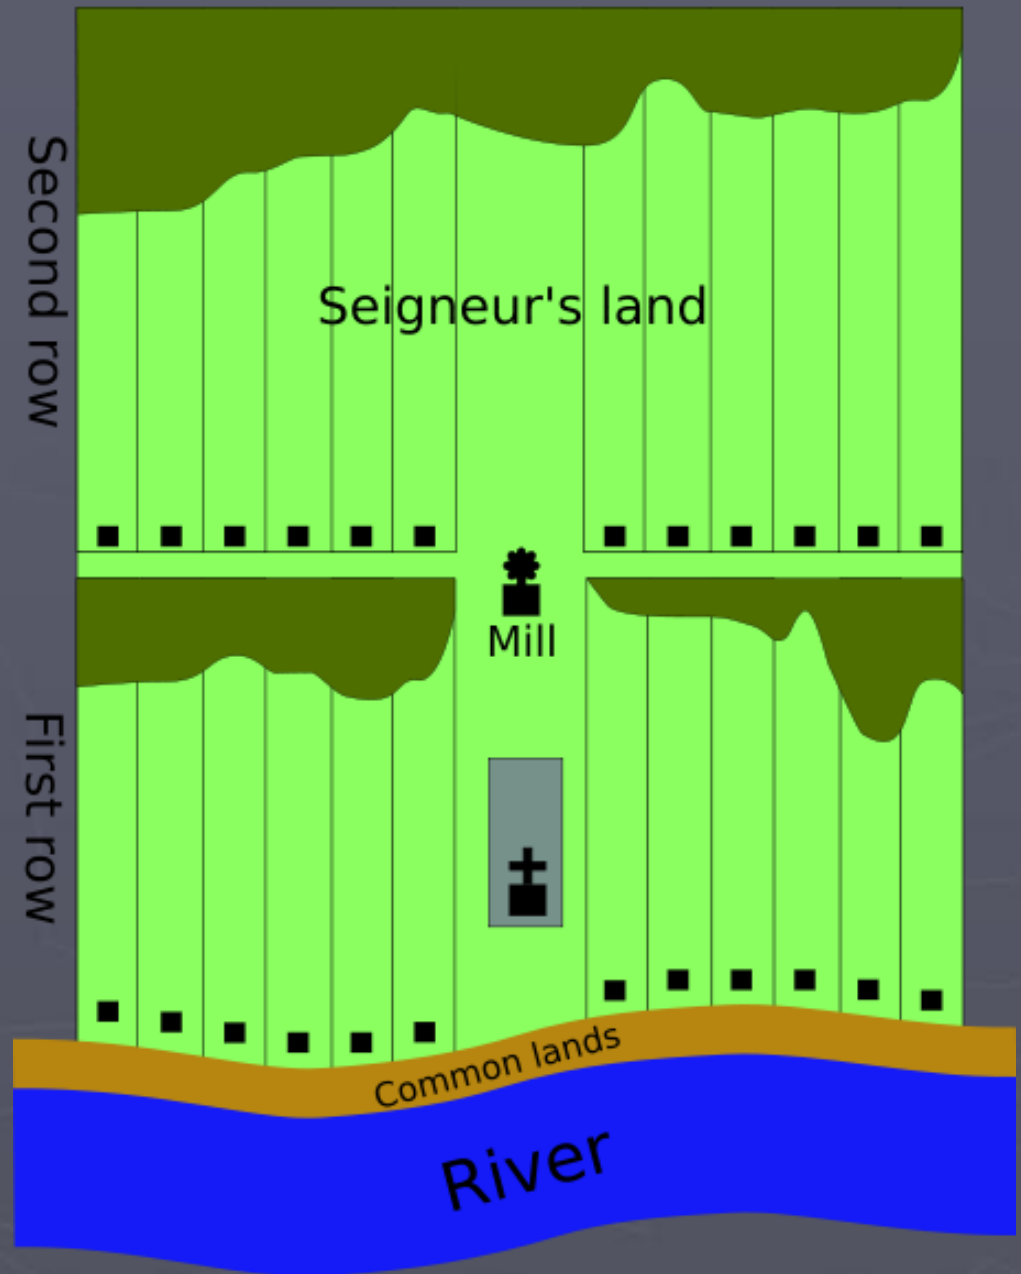 Second row
Seigneur's land
Mill
First row
Common lands
River